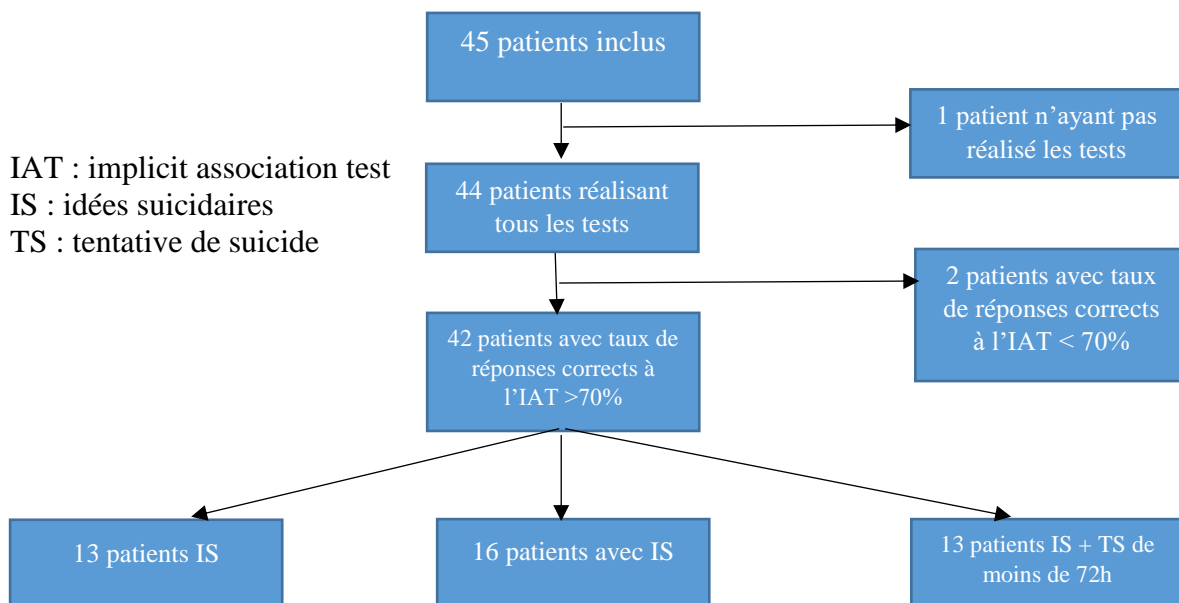 45 patients inclus
1 patient n'ayant pas
réalisé les tests
IAT : implicit association test
IS : idées suicidaires
TS : tentative de suicide
44 patients réalisant
tous les tests
2 patients avec taux
de réponses corrects
à l'IAT < 70%
42 patients avec taux de
réponses corrects à
l'IAT >70%
13 patients IS
16 patients avec IS
13 patients IS + TS de
moins de 72h